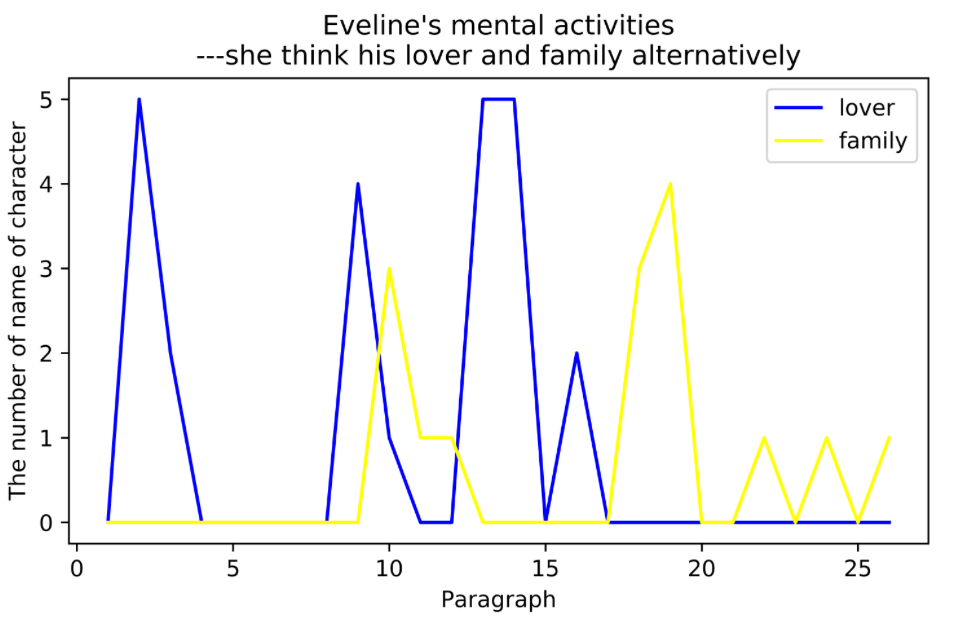 Eveline's mental activities
---she think his lover and family alternatively
lover
family
The number of name of character
5
4
3
2
1
0
0
5
10
15
20
25
Paragraph